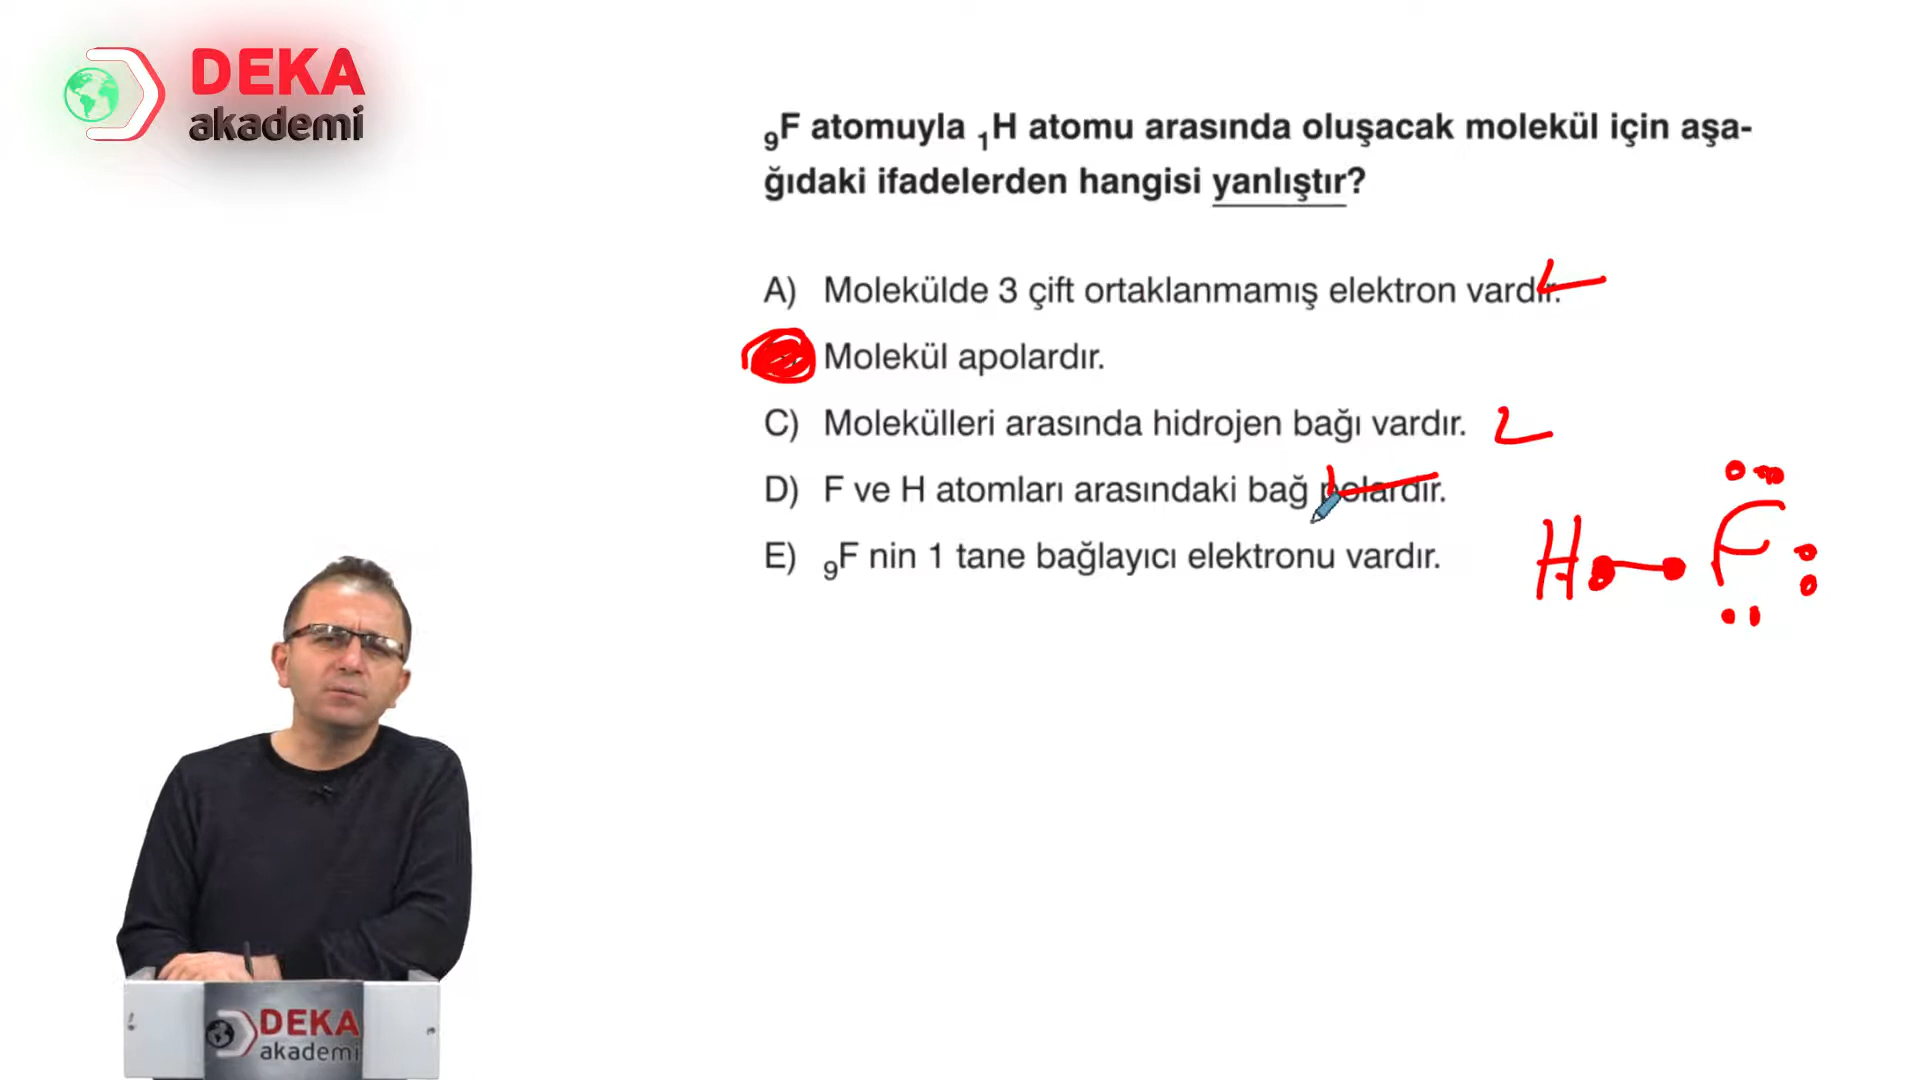 DEKA
akademi
₉F atomuyla ₁H atomu arasında oluşacak molekül için aşa-
ğıdaki ifadelerden hangisi yanlıştır?
A) Molekülde 3 çift ortaklanmamış elektron vardır.
Molekül apolardır.
C) Molekülleri arasında hidrojen bağı vardır.
D) F ve H atomları arasındaki bağ polardır.
E) ₉F nin 1 tane bağlayıcı elektronu vardır.
H F
DEKA
akademi